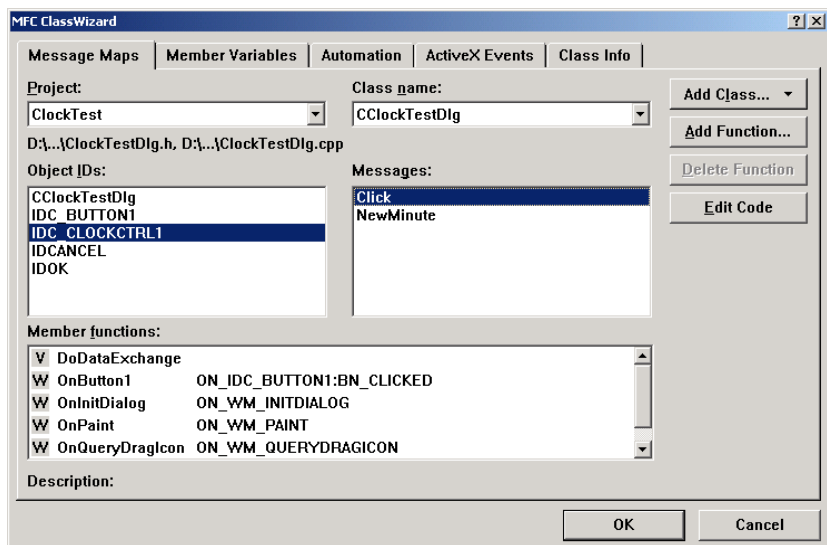 MFC ClassWizard
Message Maps Member Variables Automation ActiveX Events Class Info
Project: Class name:
ClockTest CClockTestDlg
Add Class...
D:\...\ClockTestDlg.h, D:\...\ClockTestDlg.cpp
Add Function...
Object IDs: Messages:
Delete Function
CClockTestDlg Click
IDC_BUTTON1 NewMinute
Edit Code
IDC_CLOCKCTRL1
IDCANCEL
IDOK
Member functions:
V DoDataExchange
W OnButton1 ON_IDC_BUTTON1:BN_CLICKED
W OnInitDialog ON_WM_INITDIALOG
W OnPaint ON_WM_PAINT
W OnQueryDragIcon ON_WM_QUERYDRAGICON
Description:
OK Cancel